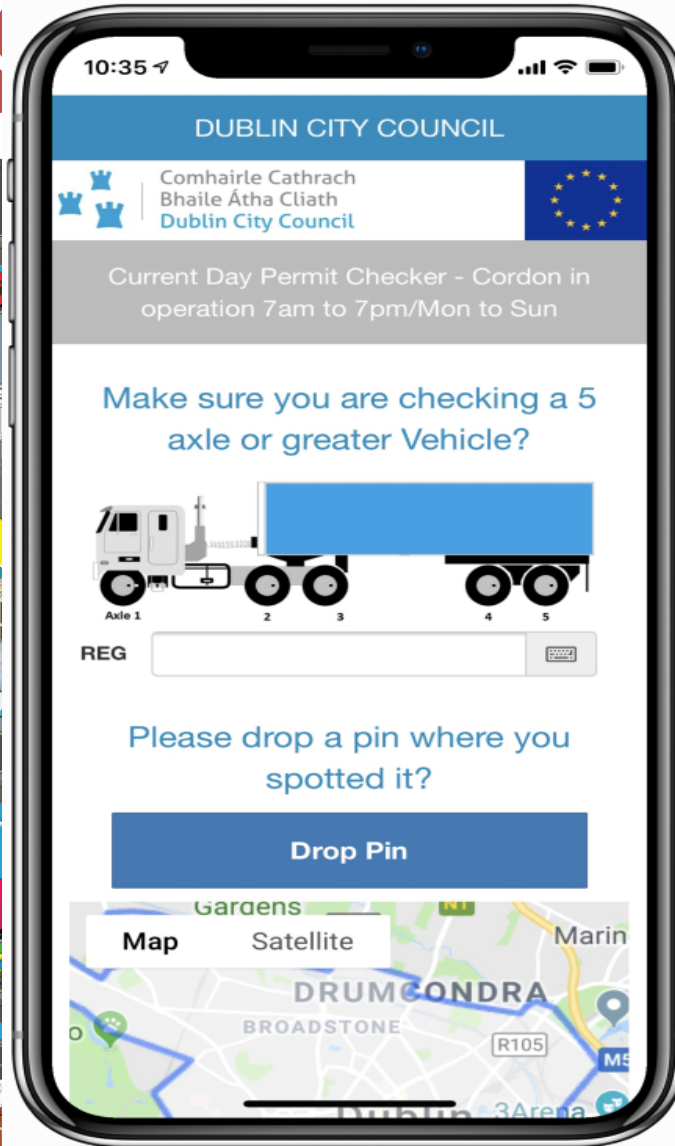 10:35
DUBLIN CITY COUNCIL
Comhairle Cathrach
Bhaile Átha Cliath
Dublin City Council
Current Day Permit Checker - Cordon in
operation 7am to 7pm/Mon to Sun
Make sure you are checking a 5
axle or greater Vehicle?
Axle 1 2 3 4 5
REG
Please drop a pin where you
spotted it?
Drop Pin
Gardens N1
Map Satellite Marin
DRUMCONDRA
BROADSTONE
R105
M5
Dublin 3Arena